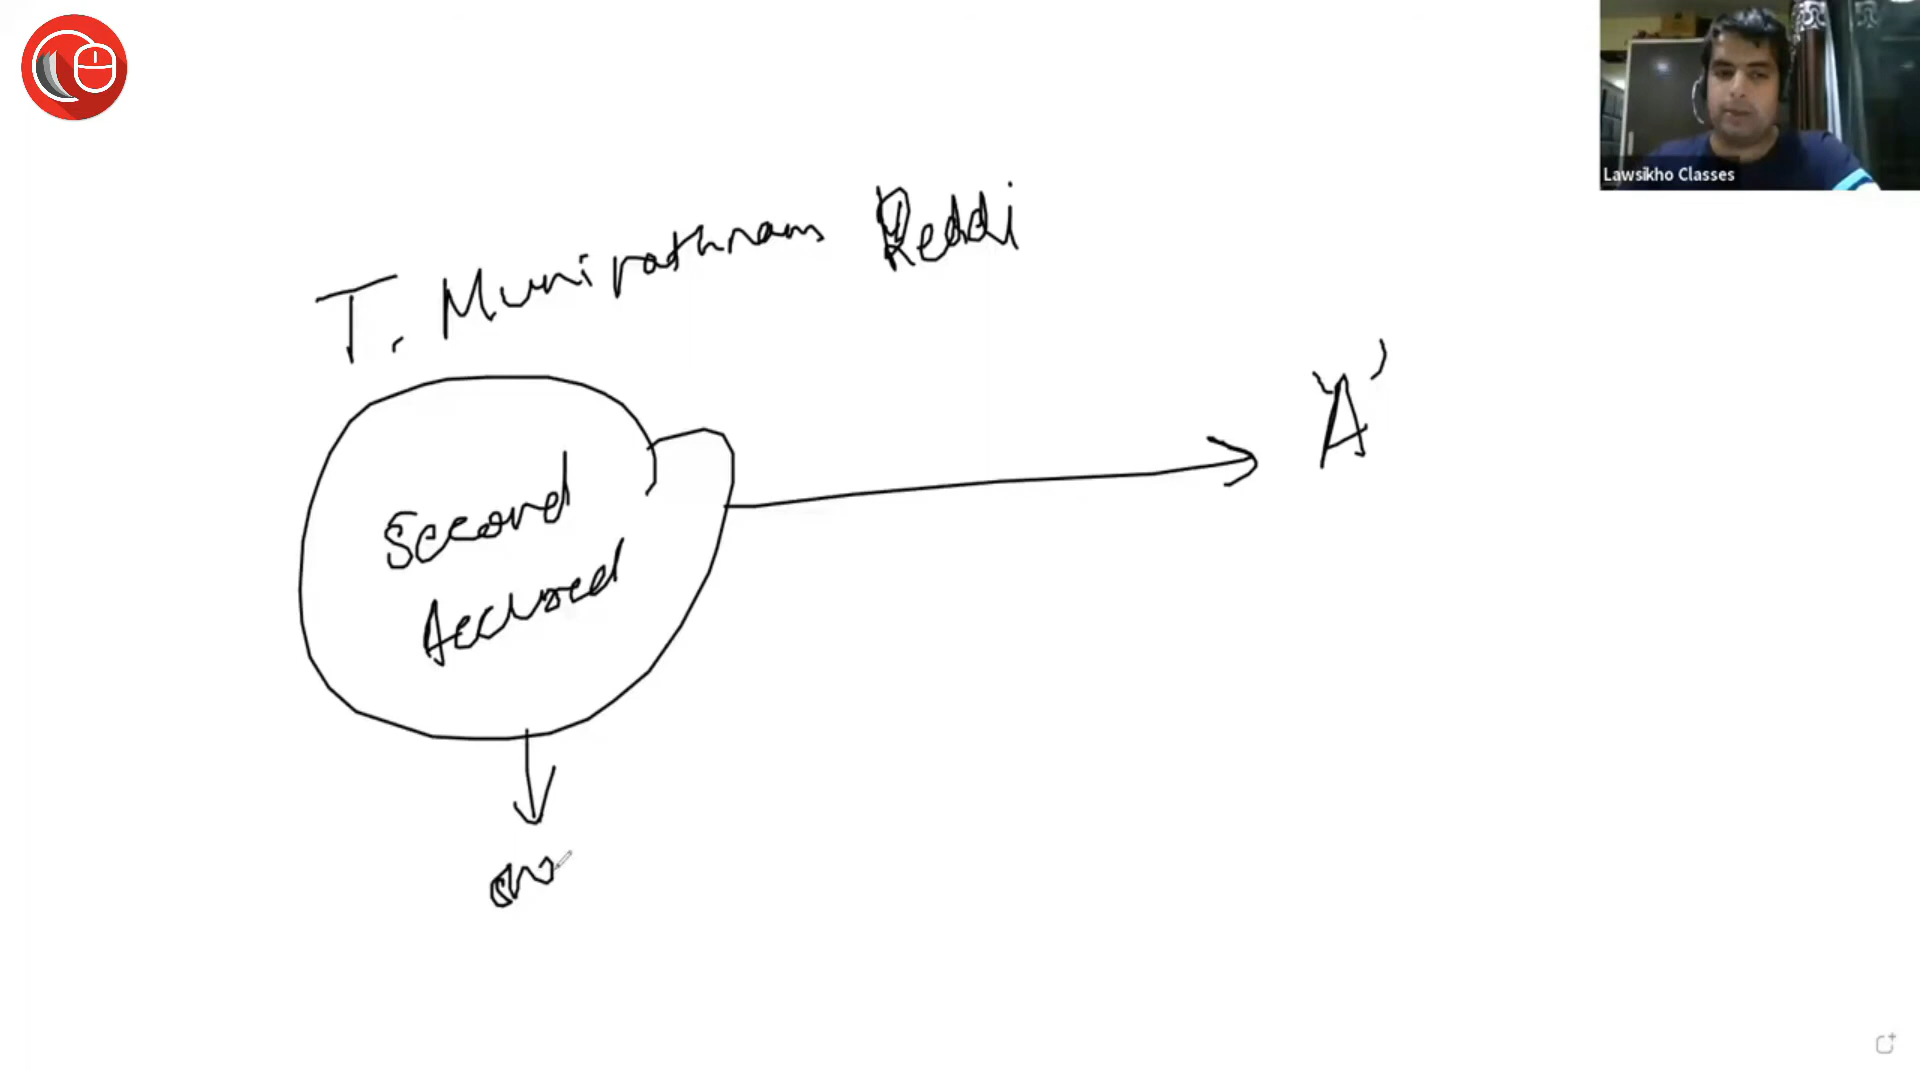 Lawsikho Classes
T. Munirathnam Reddi
'A'
Second
Accused